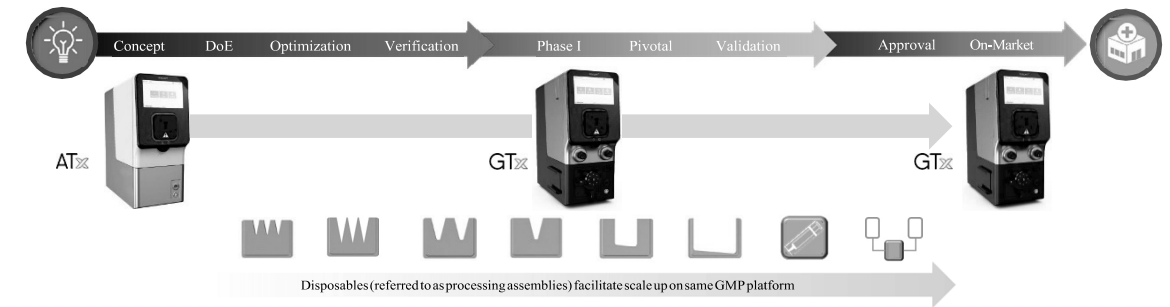 Concept DoE Optimization Verification Phase I Pivotal Validation Approval On-Market
ATx GTx GTx
Disposables (referred to as processing assemblies) facilitate scale up on same GMP platform